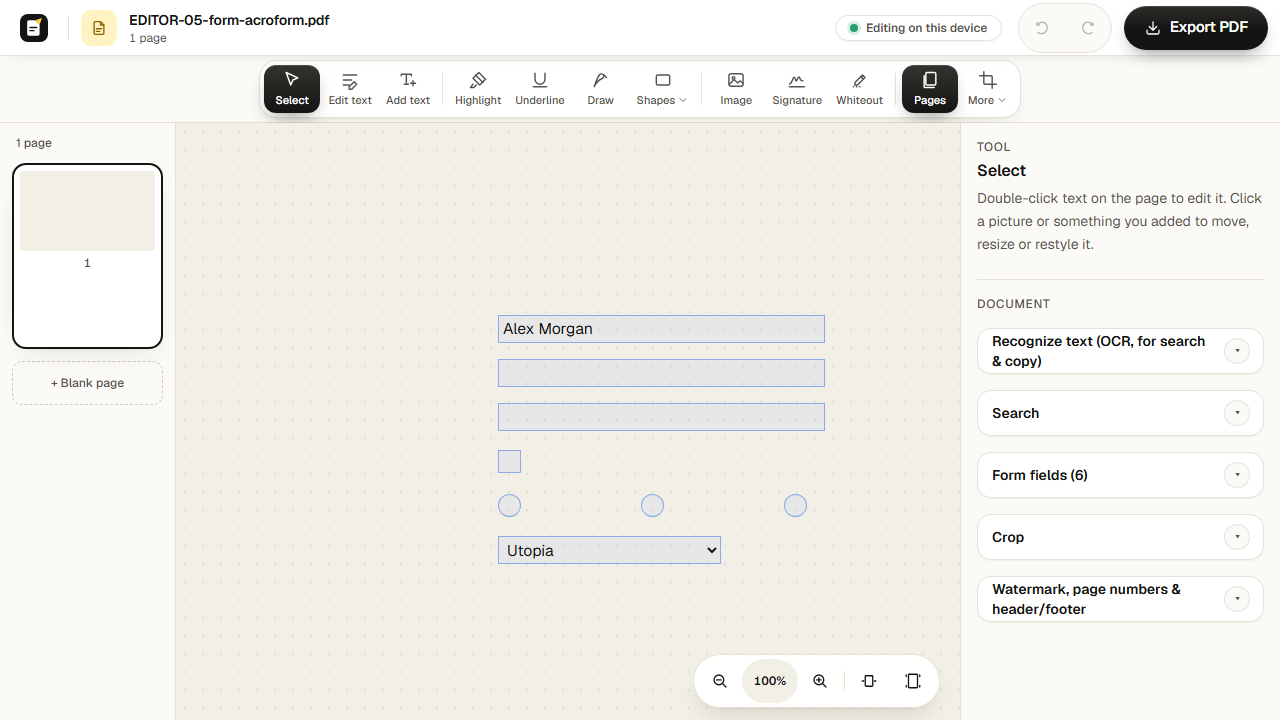 EDITOR-05-form-acroform.pdf
1 page
Editing on this device
Export PDF
Select
Edit text
Add text
Highlight
Underline
Draw
Shapes
Image
Signature
Whiteout
Pages
More
1 page
1
+ Blank page
Alex Morgan
Utopia
100%
TOOL
Select
Double-click text on the page to edit it. Click
a picture or something you added to move,
resize or restyle it.
DOCUMENT
Recognize text (OCR, for search
& copy)
Search
Form fields (6)
Crop
Watermark, page numbers &
header/footer